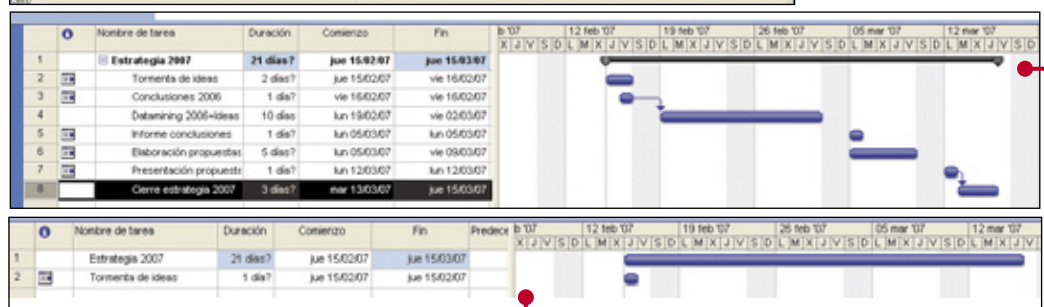 Nombre de tarea Duración Comienzo Fin b '07 12 feb '07 19 feb '07 26 feb '07 05 mar '07 12 mar '07
X J V S D L M X J V S D L M X J V S D L M X J V S D L M X J V S D L M X J V S D
1 Estrategia 2007 21 días? jue 15/02/07 jue 15/03/07
2 Tormenta de ideas 2 días? jue 15/02/07 vie 16/02/07
3 Conclusiones 2006 1 día? vie 16/02/07 vie 16/02/07
4 Datamining 2006+Ideas 10 días lun 19/02/07 vie 02/03/07
5 Informe conclusiones 1 día? lun 05/03/07 lun 05/03/07
6 Elaboración propuestas 5 días? lun 05/03/07 vie 09/03/07
7 Presentación propuesta 1 día? lun 12/03/07 lun 12/03/07
8 Cierre estrategia 2007 3 días? mar 13/03/07 jue 15/03/07
Nombre de tarea Duración Comienzo Fin Predece b '07 12 feb '07 19 feb '07 26 feb '07 05 mar '07 12 mar '07
X J V S D L M X J V S D L M X J V S D L M X J V S D L M X J V S D L M X J V
1 Estrategia 2007 21 días? jue 15/02/07 jue 15/03/07
2 Tormenta de ideas 1 día? jue 15/02/07 jue 15/02/07